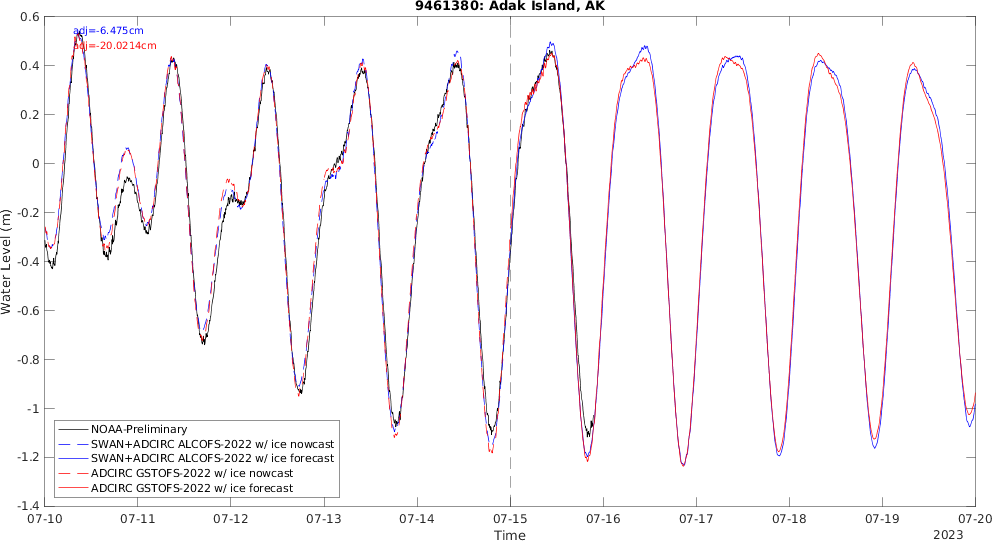 9461380: Adak Island, AK
adj=-6.475cm
adj=-20.0214cm
0.6
0.4
0.2
0
-0.2
-0.4
-0.6
-0.8
-1
-1.2
-1.4
Water Level (m)
NOAA-Preliminary
SWAN+ADCIRC ALCOFS-2022 w/ ice nowcast
SWAN+ADCIRC ALCOFS-2022 w/ ice forecast
ADCIRC GSTOFS-2022 w/ ice nowcast
ADCIRC GSTOFS-2022 w/ ice forecast
07-10 07-11 07-12 07-13 07-14 07-15 07-16 07-17 07-18 07-19 07-20
Time
2023